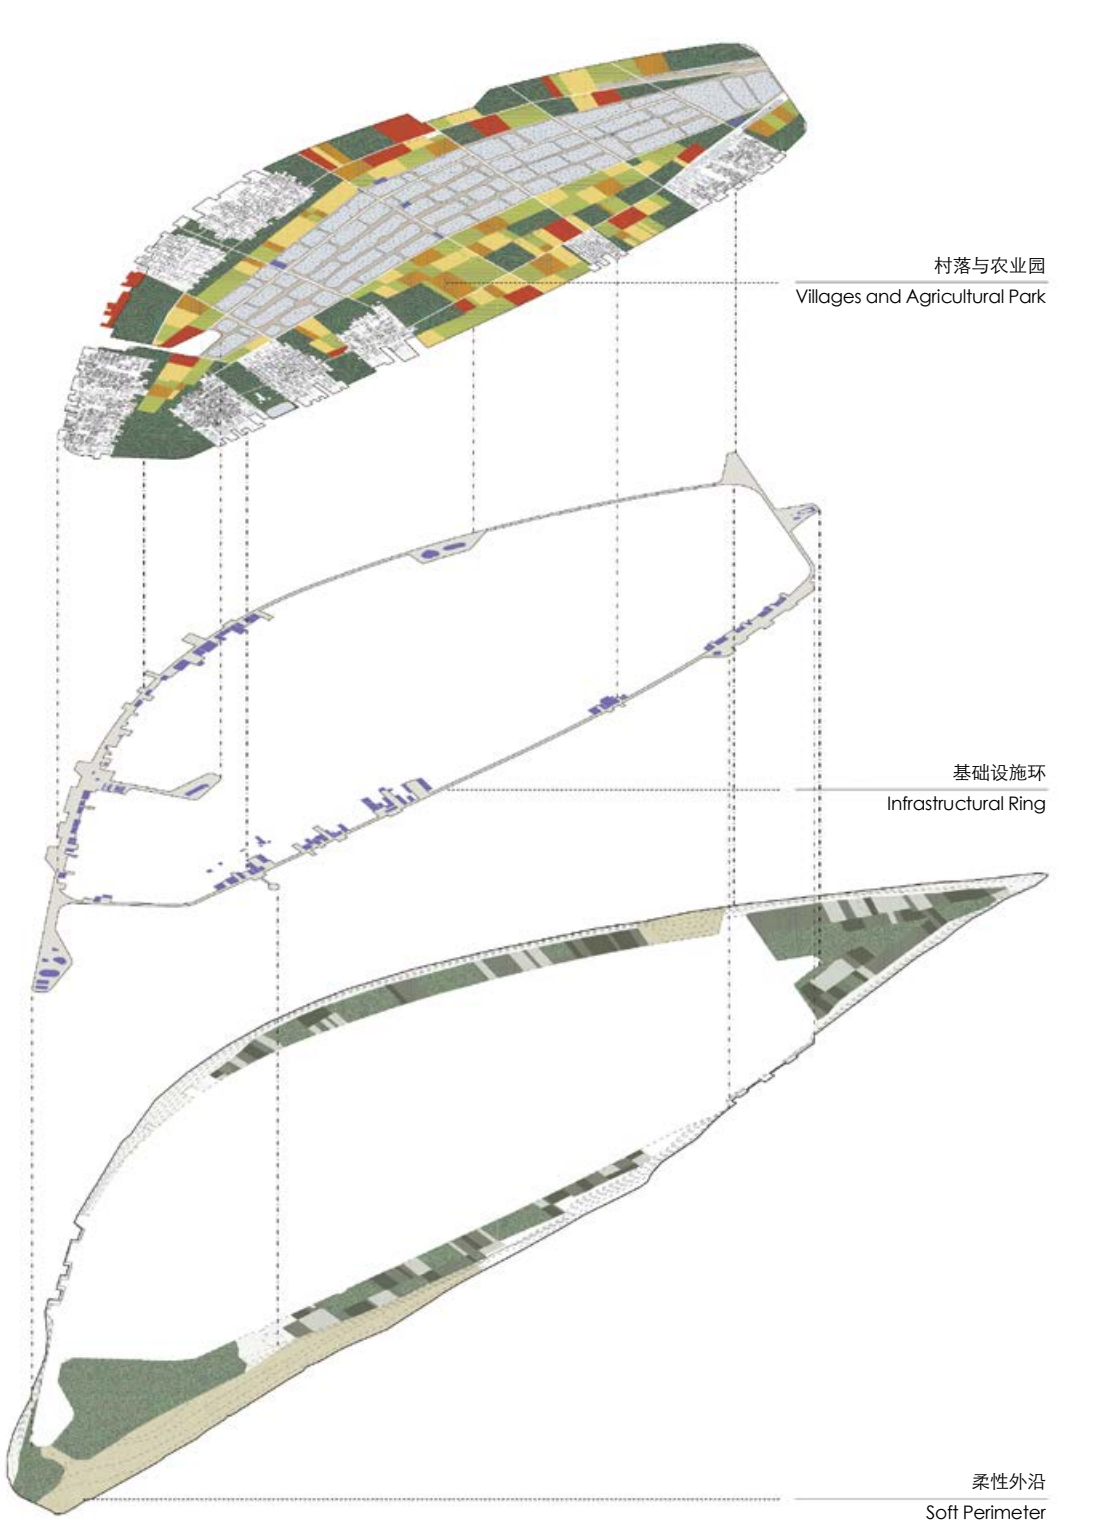 村落与农业园
Villages and Agricultural Park
基础设施环
Infrastructural Ring
柔性外沿
Soft Perimeter